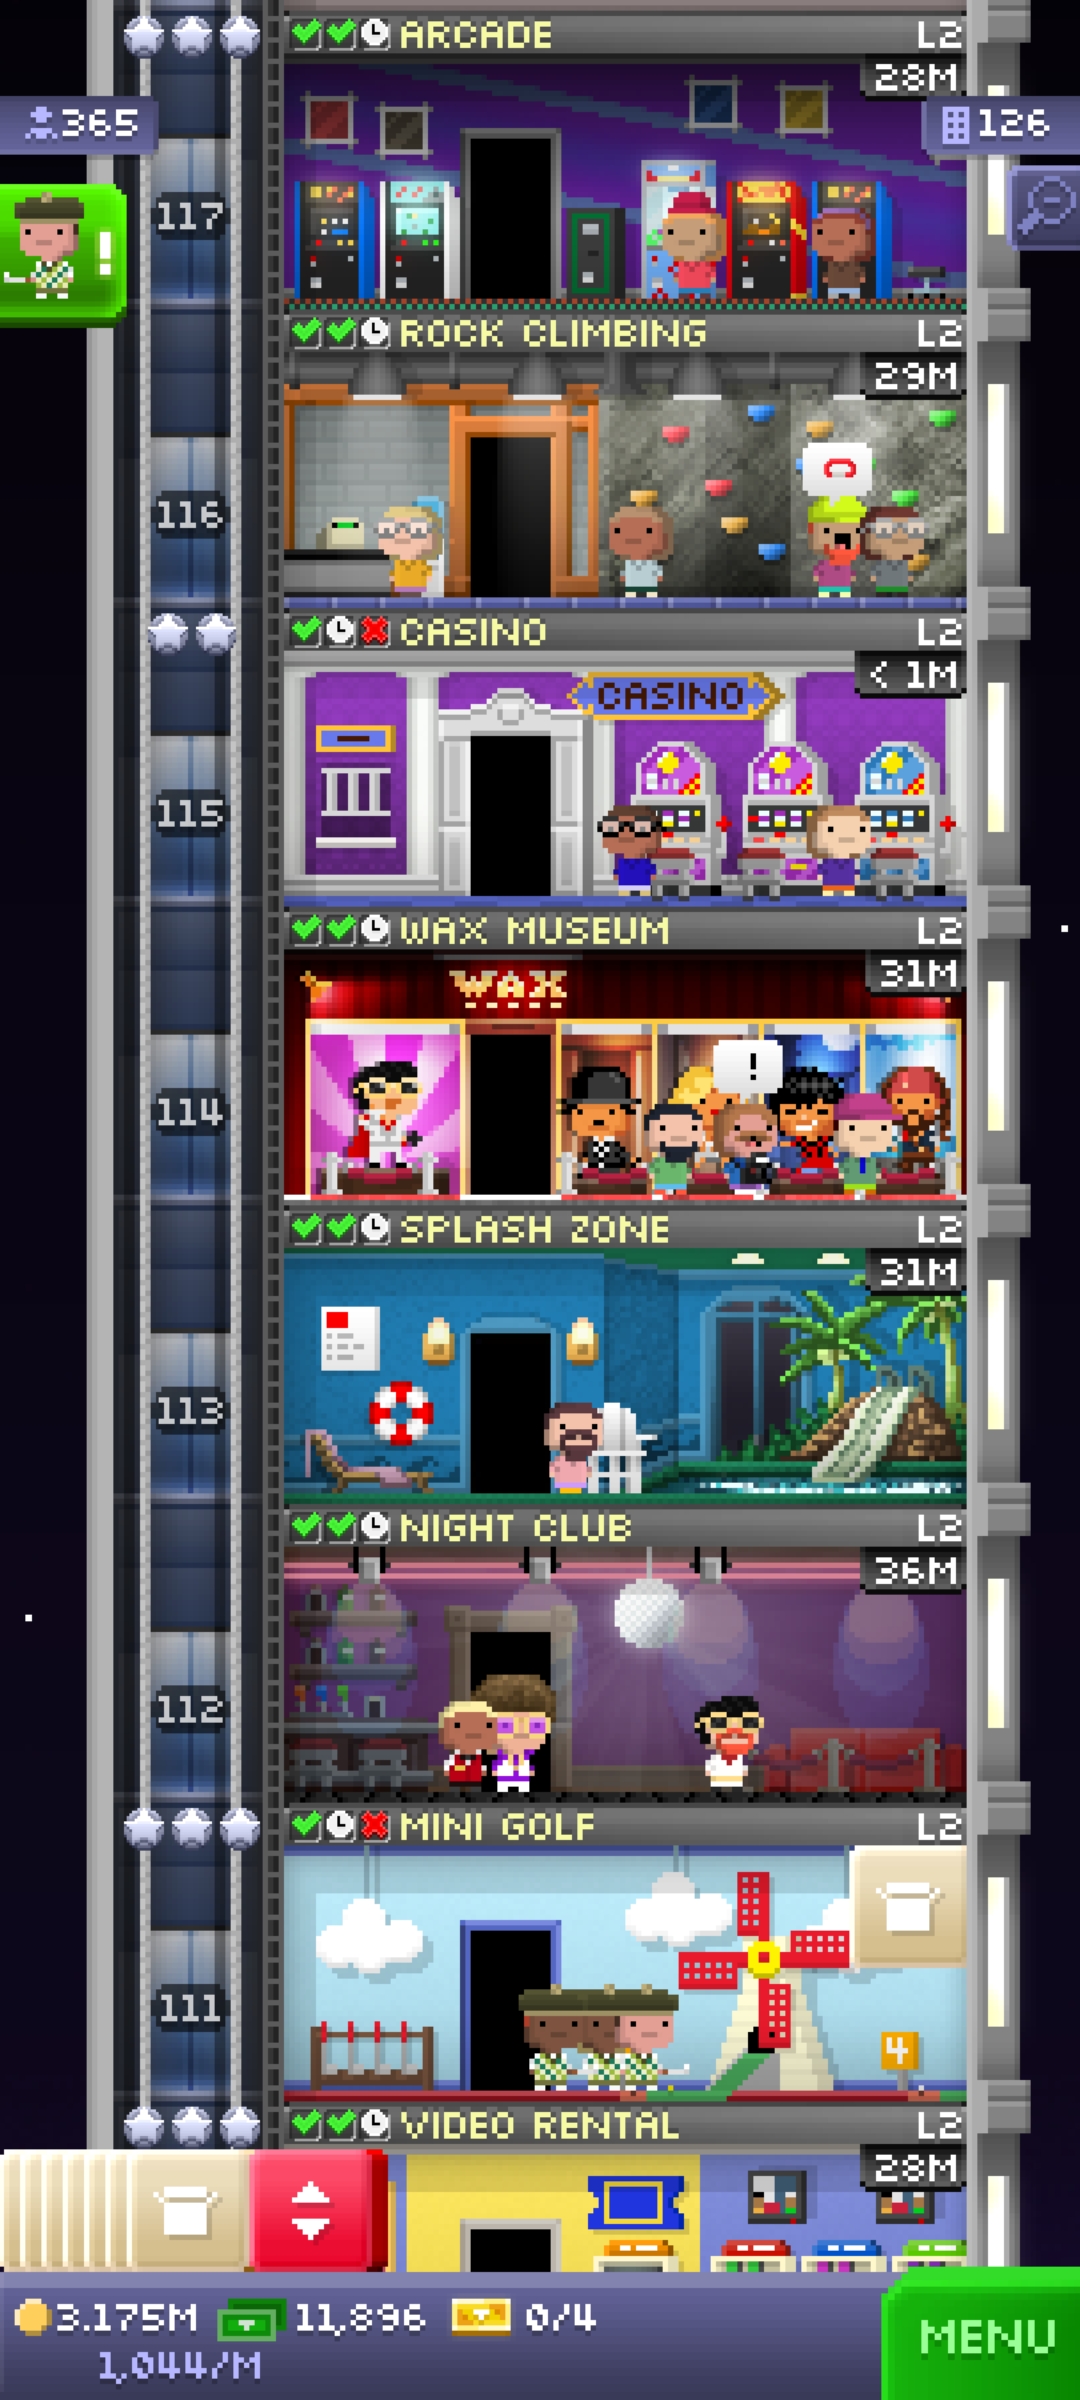 ARCADE L2
28M
365
126
117
ROCK CLIMBING L2
29M
116
CASINO L2
< 1M
CASINO
115
WAX MUSEUM L2
31M
WAX
!
114
SPLASH ZONE L2
31M
113
NIGHT CLUB L2
36M
112
MINI GOLF L2
111
4
VIDEO RENTAL L2
28M
3.175M 11,896 0/4
1,044/M
MENU